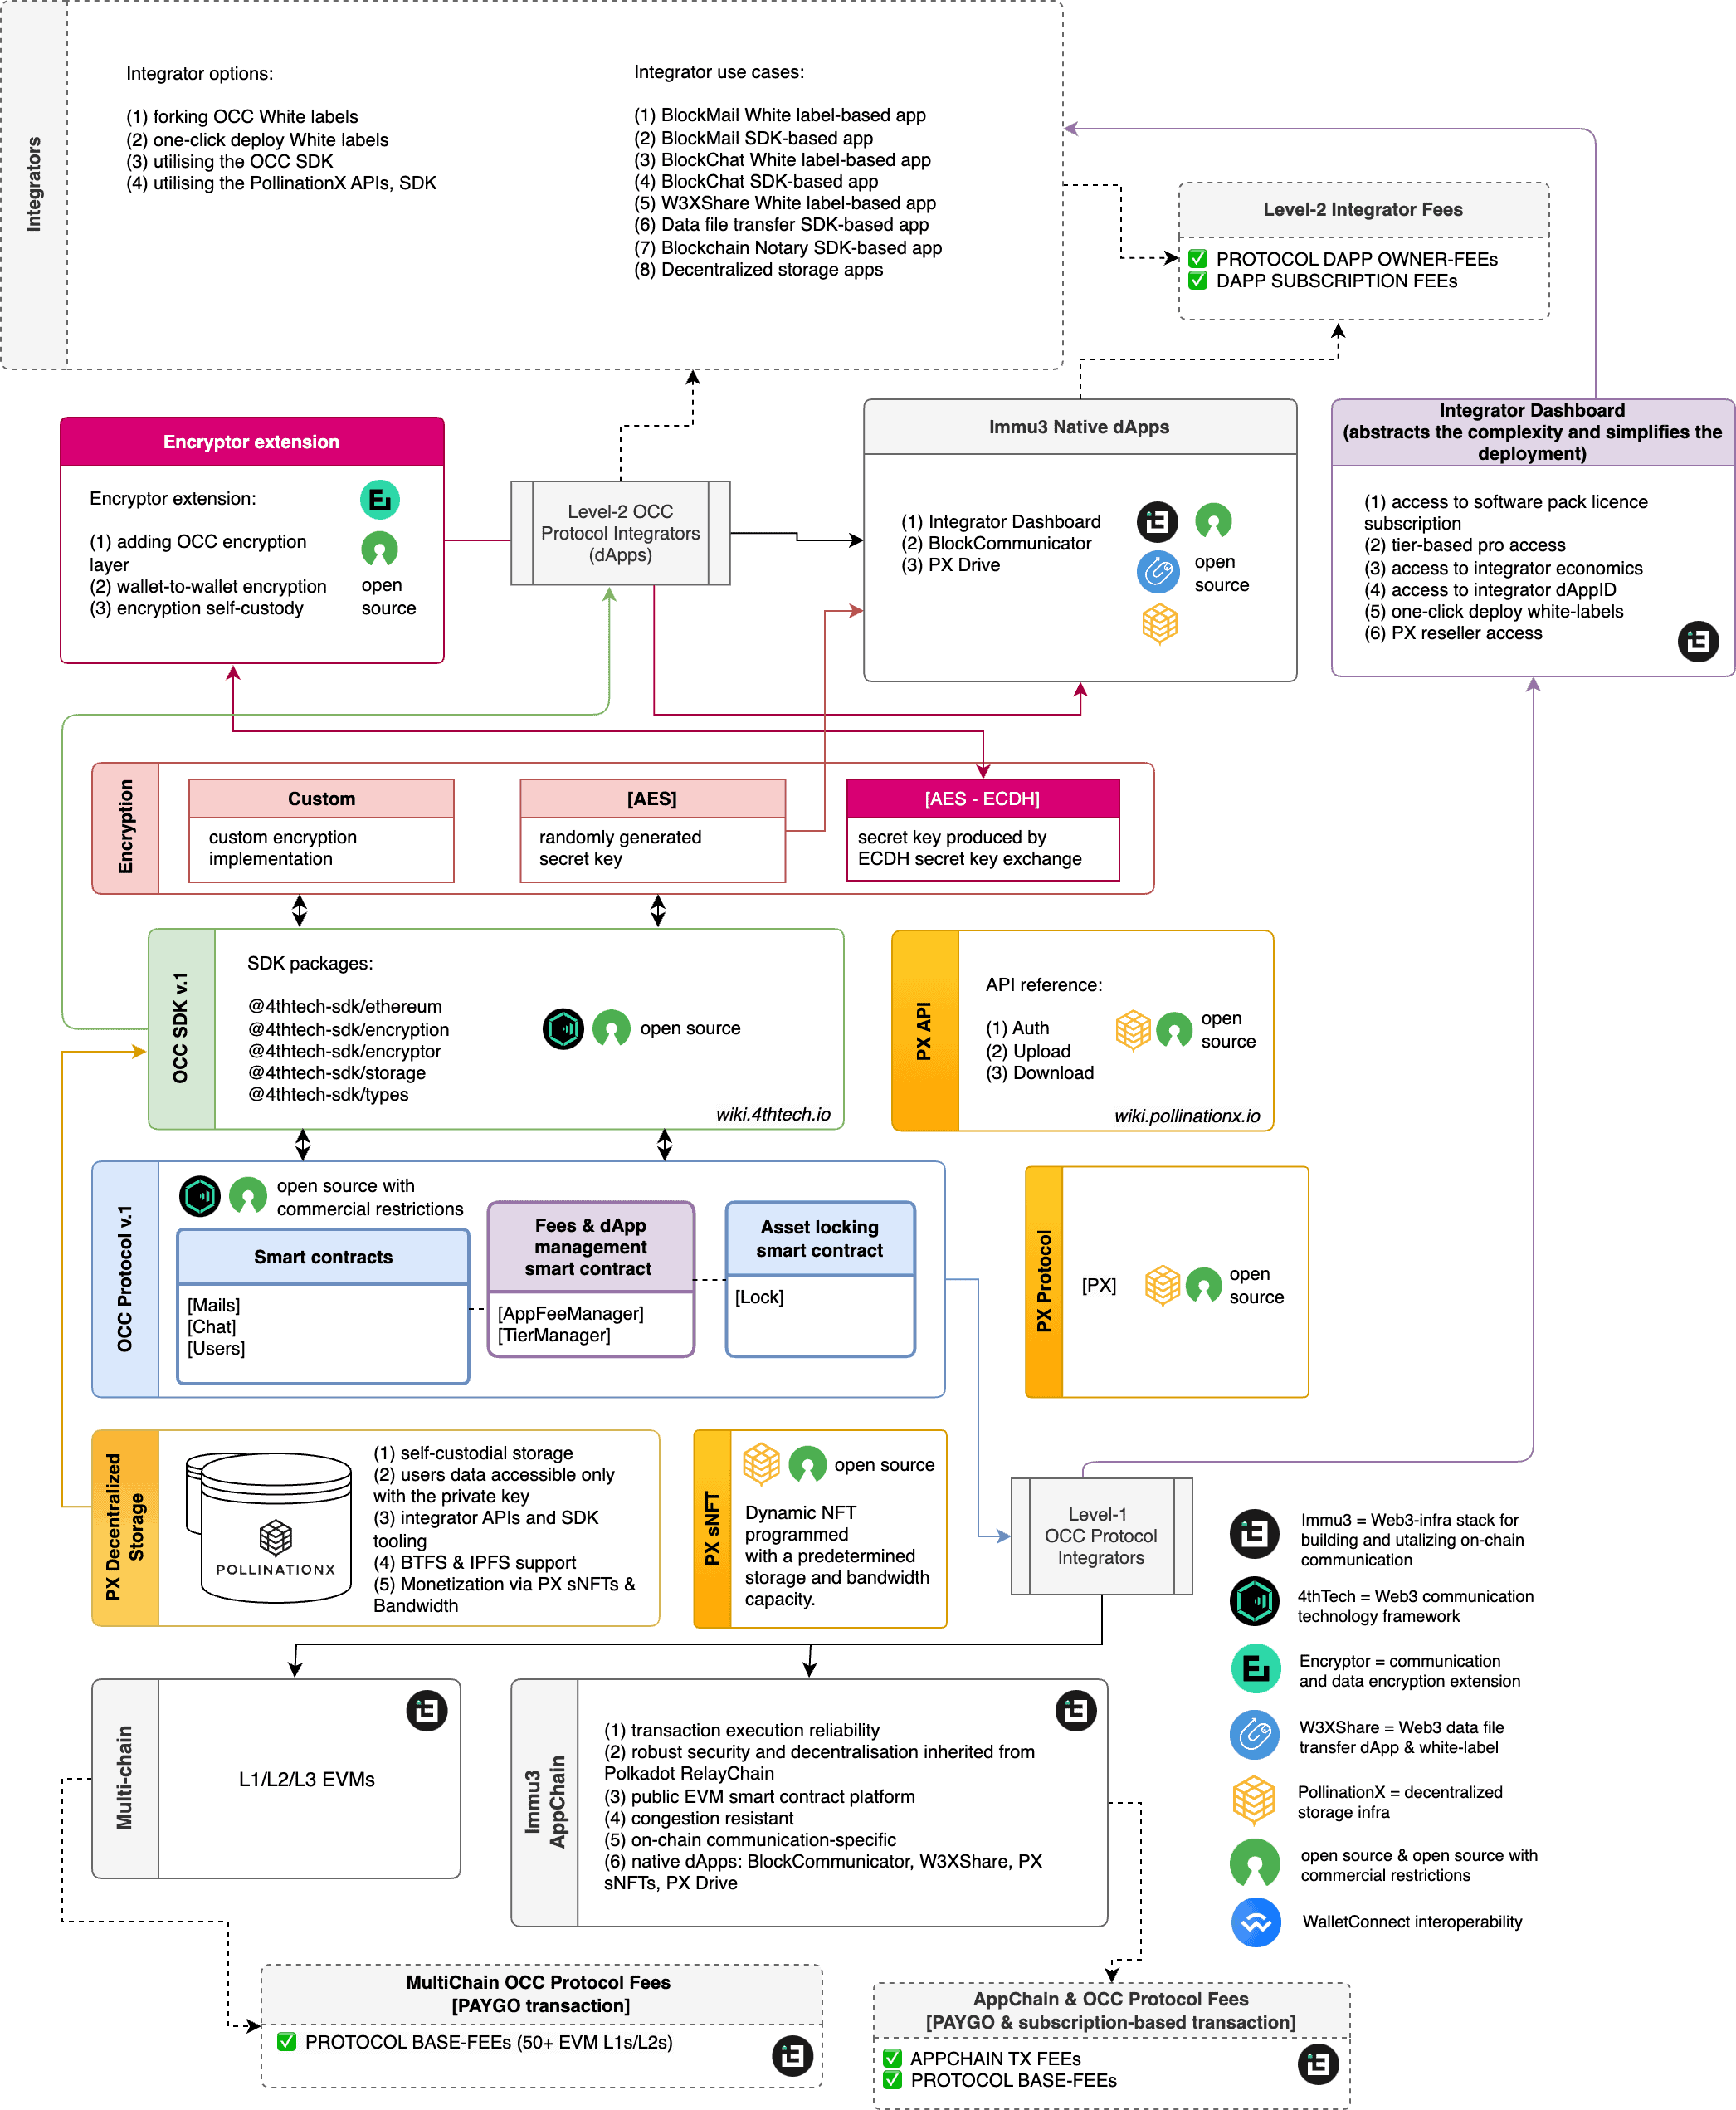 Integrators
Integrator options:
(1) forking OCC White labels
(2) one-click deploy White labels
(3) utilising the OCC SDK
(4) utilising the PollinationX APIs, SDK
Integrator use cases:
(1) BlockMail White label-based app
(2) BlockMail SDK-based app
(3) BlockChat White label-based app
(4) BlockChat SDK-based app
(5) W3XShare White label-based app
(6) Data file transfer SDK-based app
(7) Blockchain Notary SDK-based app
(8) Decentralized storage apps
Level-2 Integrator Fees
✅ PROTOCOL DAPP OWNER-FEEs
✅ DAPP SUBSCRIPTION FEEs
Encryptor extension
Encryptor extension:
(1) adding OCC encryption
layer
(2) wallet-to-wallet encryption
(3) encryption self-custody
open
source
Level-2 OCC
Protocol Integrators
(dApps)
Immu3 Native dApps
(1) Integrator Dashboard
(2) BlockCommunicator
(3) PX Drive
open
source
Integrator Dashboard
(abstracts the complexity and simplifies the
deployment)
(1) access to software pack licence
subscription
(2) tier-based pro access
(3) access to integrator economics
(4) access to integrator dAppID
(5) one-click deploy white-labels
(6) PX reseller access
Encryption
Custom
custom encryption
implementation
[AES]
randomly generated
secret key
[AES - ECDH]
secret key produced by
ECDH secret key exchange
OCC SDK v.1
SDK packages:
@4thtech-sdk/ethereum
@4thtech-sdk/encryption
@4thtech-sdk/encryptor
@4thtech-sdk/storage
@4thtech-sdk/types
open source
wiki.4thtech.io
PX API
API reference:
(1) Auth
(2) Upload
(3) Download
open
source
wiki.pollinationx.io
OCC Protocol v.1
open source with
commercial restrictions
Smart contracts
[Mails]
[Chat]
[Users]
Fees & dApp
management
smart contract
[AppFeeManager]
[TierManager]
Asset locking
smart contract
[Lock]
PX Protocol
[PX]
open
source
PX Decentralized
Storage
POLLINATIONX
(1) self-custodial storage
(2) users data accessible only
with the private key
(3) integrator APIs and SDK
tooling
(4) BTFS & IPFS support
(5) Monetization via PX sNFTs &
Bandwidth
PX sNFT
open source
Dynamic NFT
programmed
with a predetermined
storage and bandwidth
capacity.
Level-1
OCC Protocol
Integrators
Immu3 = Web3-infra stack for
building and utalizing on-chain
communication
4thTech = Web3 communication
technology framework
Encryptor = communication
and data encryption extension
W3XShare = Web3 data file
transfer dApp & white-label
PollinationX = decentralized
storage infra
open source & open source with
commercial restrictions
WalletConnect interoperability
Multi-chain
L1/L2/L3 EVMs
Immu3
AppChain
(1) transaction execution reliability
(2) robust security and decentralisation inherited from
Polkadot RelayChain
(3) public EVM smart contract platform
(4) congestion resistant
(5) on-chain communication-specific
(6) native dApps: BlockCommunicator, W3XShare, PX
sNFTs, PX Drive
MultiChain OCC Protocol Fees
[PAYGO transaction]
✅ PROTOCOL BASE-FEEs (50+ EVM L1s/L2s)
AppChain & OCC Protocol Fees
[PAYGO & subscription-based transaction]
✅ APPCHAIN TX FEEs
✅ PROTOCOL BASE-FEEs